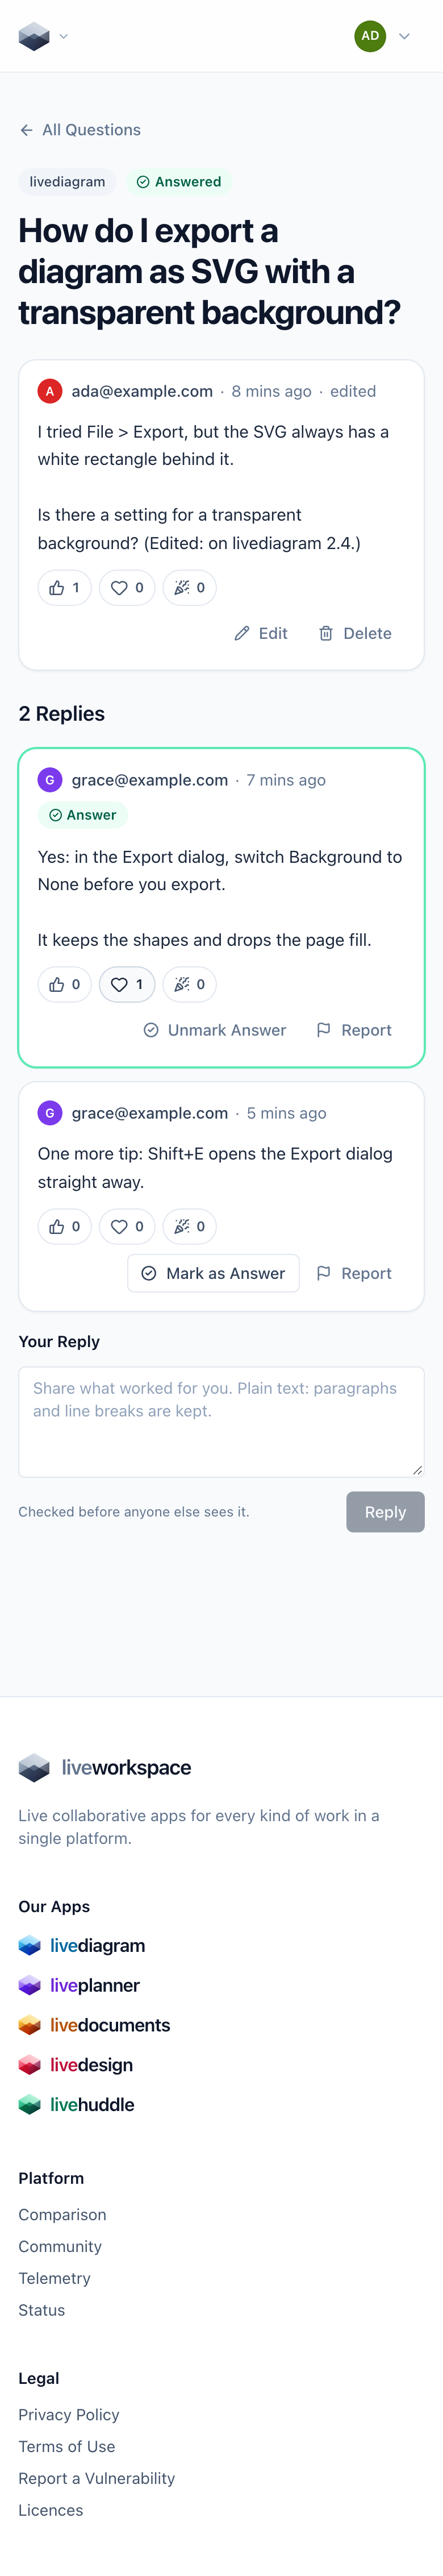 AD
All Questions
livediagram Answered
How do I export a
diagram as SVG with a
transparent background?
A ada@example.com · 8 mins ago · edited
I tried File > Export, but the SVG always has a
white rectangle behind it.
Is there a setting for a transparent
background? (Edited: on livediagram 2.4.)
1 0 0
Edit Delete
2 Replies
G grace@example.com · 7 mins ago
Answer
Yes: in the Export dialog, switch Background to
None before you export.
It keeps the shapes and drops the page fill.
0 1 0
Unmark Answer Report
G grace@example.com · 5 mins ago
One more tip: Shift+E opens the Export dialog
straight away.
0 0 0
Mark as Answer Report
Your Reply
Share what worked for you. Plain text: paragraphs
and line breaks are kept.
Checked before anyone else sees it. Reply
liveworkspace
Live collaborative apps for every kind of work in a
single platform.
Our Apps
livediagram
liveplanner
livedocuments
livedesign
livehuddle
Platform
Comparison
Community
Telemetry
Status
Legal
Privacy Policy
Terms of Use
Report a Vulnerability
Licences